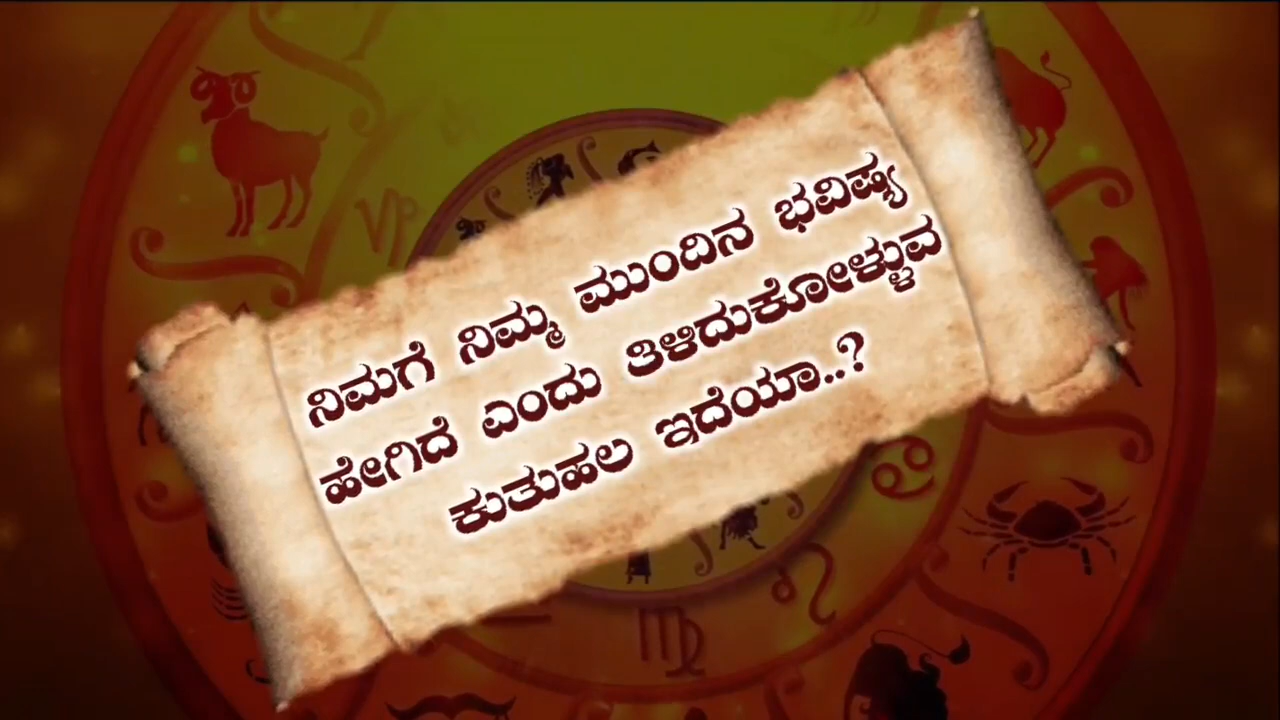 ನಿಮಗೆ ನಿಮ್ಮ ಮುಂದಿನ ಭವಿಷ್ಯ
ಹೇಗಿದೆ ಎಂದು ತಿಳಿದುಕೋಳ್ಳುವ
ಕುತುಹಲ ಇದೆಯಾ..?